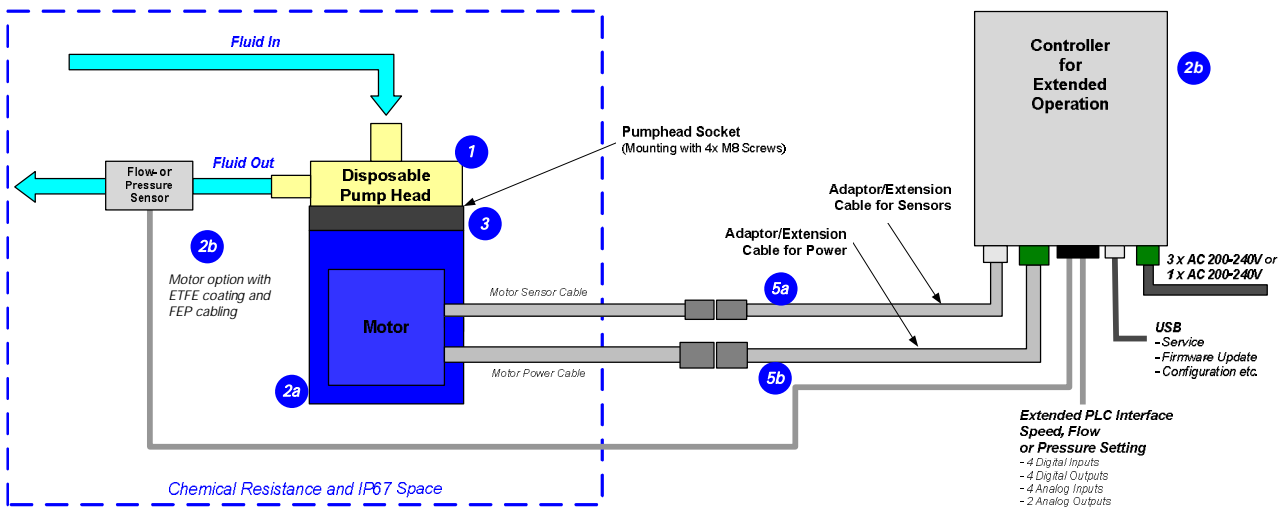 Fluid In
Controller
for
Extended
Operation
2b
Pumphead Socket
(Mounting with 4x M8 Screws)
1
Fluid Out
Flow- or
Pressure
Sensor
Disposable
Pump Head
3
Adaptor/Extension
Cable for Sensors
Adaptor/Extension
Cable for Power
2b
Motor option with
ETFE coating and
FEP cabling
3 x AC 200-240V or
1 x AC 200-240V
Motor Sensor Cable
5a
Motor
USB
- Service
- Firmware Update
- Configuration etc.
Motor Power Cable
5b
2a
Extended PLC Interface
Speed, Flow
or Pressure Setting
- 4 Digital Inputs
- 4 Digital Outputs
- 4 Analog Inputs
- 2 Analog Outputs
Chemical Resistance and IP67 Space